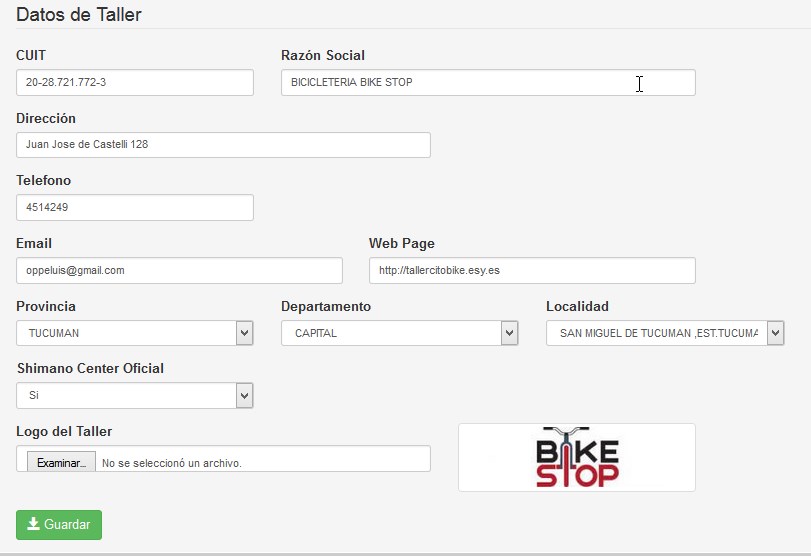 Datos de Taller
CUIT Razón Social
20-28.721.772-3 BICICLETERIA BIKE STOP
Dirección
Juan Jose de Castelli 128
Telefono
4514249
Email Web Page
oppeluis@gmail.com http://tallercitobike.esy.es
Provincia Departamento Localidad
TUCUMAN CAPITAL SAN MIGUEL DE TUCUMAN ,EST.TUCUMA
Shimano Center Oficial
Si
Logo del Taller
Examinar... No se seleccionó un archivo.
BIKE
STOP
Guardar